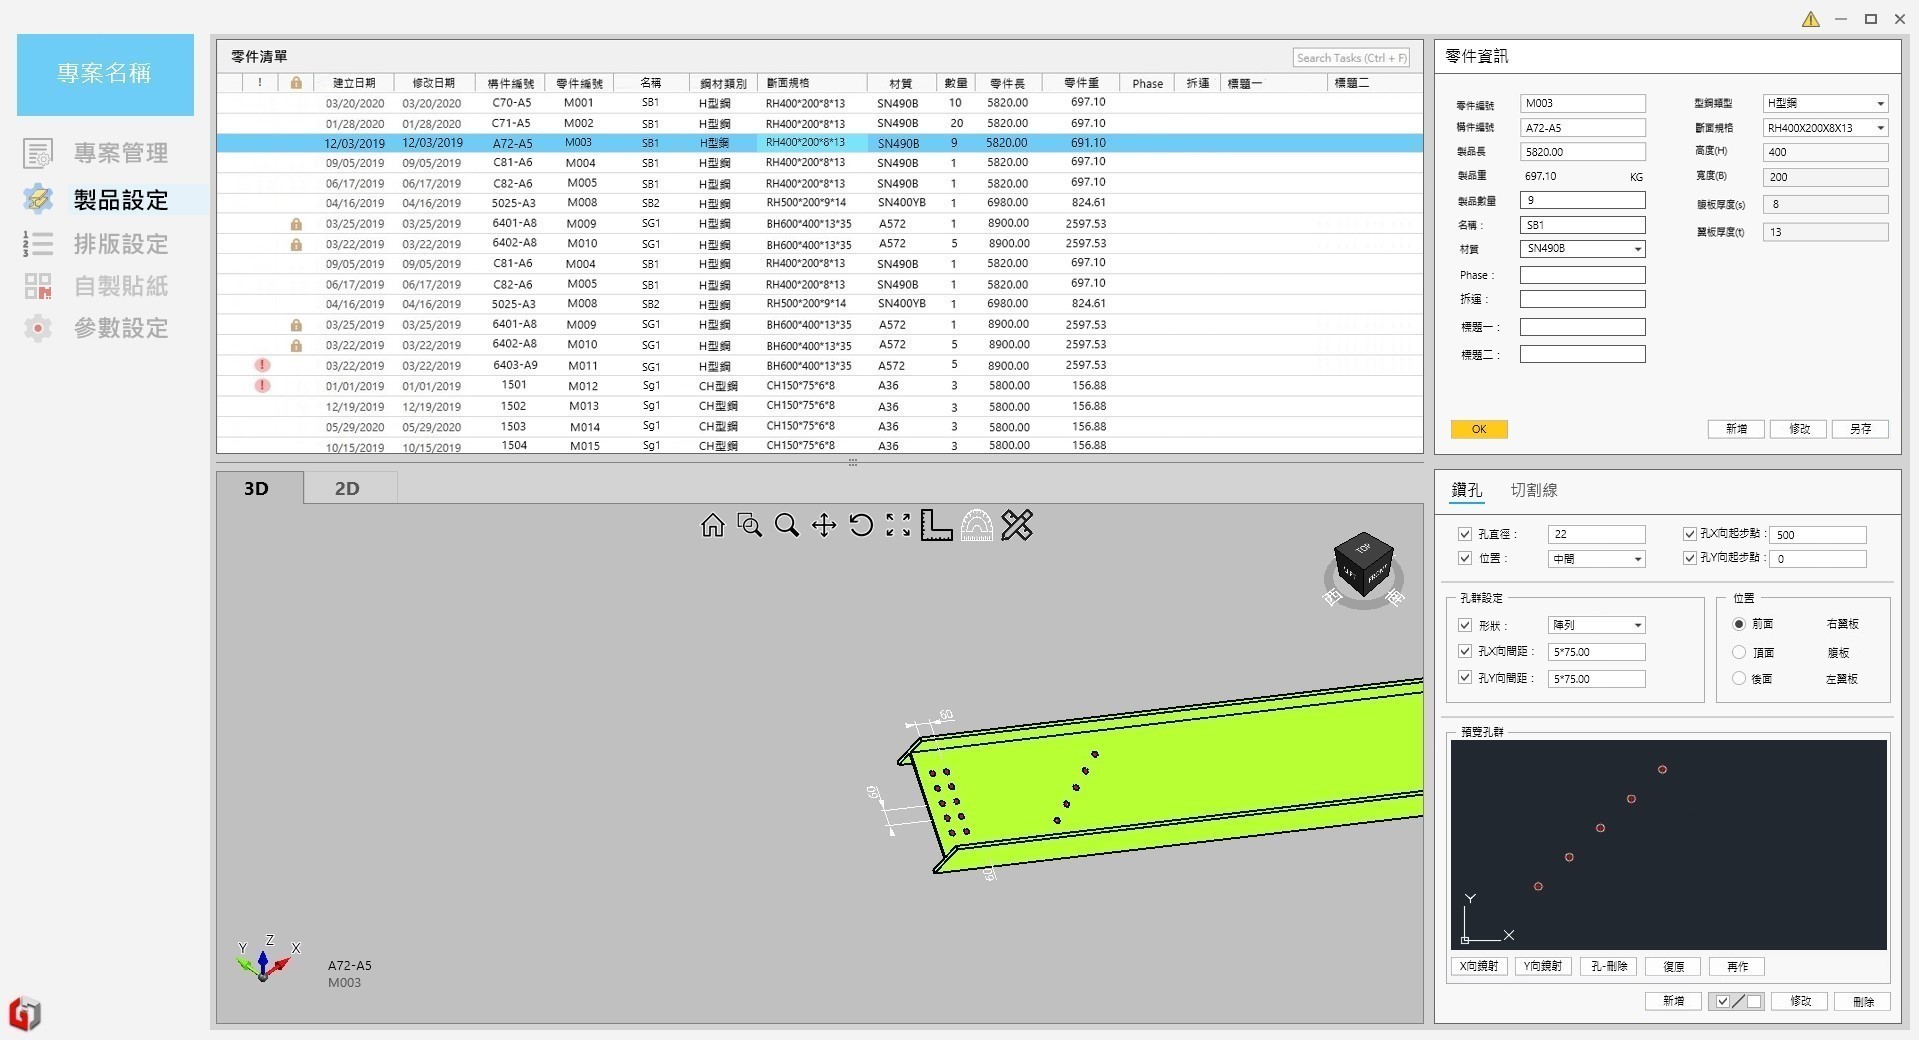 專案名稱
專案管理
製品設定
排版設定
自製貼紙
參數設定
零件清單
Search Tasks (Ctrl + F)
! 建立日期 修改日期 構件編號 零件編號 名稱 鋼材類別 斷面規格 材質 數量 零件長 零件重 Phase 拆運 標題一 標題二
03/20/2020 03/20/2020 C70-A5 M001 SB1 H型鋼 RH400*200*8*13 SN490B 10 5820.00 697.10
01/28/2020 01/28/2020 C71-A5 M002 SB1 H型鋼 RH400*200*8*13 SN490B 20 5820.00 697.10
12/03/2019 12/03/2019 A72-A5 M003 SB1 H型鋼 RH400*200*8*13 SN490B 9 5820.00 691.10
09/05/2019 09/05/2019 C81-A6 M004 SB1 H型鋼 RH400*200*8*13 SN490B 1 5820.00 697.10
06/17/2019 06/17/2019 C82-A6 M005 SB1 H型鋼 RH400*200*8*13 SN490B 1 5820.00 697.10
04/16/2019 04/16/2019 5025-A3 M008 SB2 H型鋼 RH500*200*9*14 SN400YB 1 6980.00 824.61
03/25/2019 03/25/2019 6401-A8 M009 SG1 H型鋼 BH600*400*13*35 A572 1 8900.00 2597.53
03/22/2019 03/22/2019 6402-A8 M010 SG1 H型鋼 BH600*400*13*35 A572 5 8900.00 2597.53
09/05/2019 09/05/2019 C81-A6 M004 SB1 H型鋼 RH400*200*8*13 SN490B 1 5820.00 697.10
06/17/2019 06/17/2019 C82-A6 M005 SB1 H型鋼 RH400*200*8*13 SN490B 1 5820.00 697.10
04/16/2019 04/16/2019 5025-A3 M008 SB2 H型鋼 RH500*200*9*14 SN400YB 1 6980.00 824.61
03/25/2019 03/25/2019 6401-A8 M009 SG1 H型鋼 BH600*400*13*35 A572 1 8900.00 2597.53
03/22/2019 03/22/2019 6402-A8 M010 SG1 H型鋼 BH600*400*13*35 A572 5 8900.00 2597.53
! 03/22/2019 03/22/2019 6403-A9 M011 SG1 H型鋼 BH600*400*13*35 A572 5 8900.00 2597.53
! 01/01/2019 01/01/2019 1501 M012 Sg1 CH型鋼 CH150*75*6*8 A36 3 5800.00 156.88
12/19/2019 12/19/2019 1502 M013 Sg1 CH型鋼 CH150*75*6*8 A36 3 5800.00 156.88
05/29/2020 05/29/2020 1503 M014 Sg1 CH型鋼 CH150*75*6*8 A36 3 5800.00 156.88
10/15/2019 10/15/2019 1504 M015 Sg1 CH型鋼 CH150*75*6*8 A36 3 5800.00 156.88
零件資訊
零件編號 M003 型鋼類型 H型鋼
構件編號 A72-A5 斷面規格 RH400X200X8X13
製品長 5820.00 高度(H) 400
製品重 697.10 KG 寬度(B) 200
製品數量 9 腹板厚度(s) 8
名稱： SB1 翼板厚度(t) 13
材質 SN490B
Phase：
拆運：
標題一：
標題二：
OK 新增 修改 另存
3D 2D
TOP
LEFT FRONT
西 南
60
60
60
Y Z X
A72-A5
M003
鑽孔 切割線
孔直徑： 22 孔X向起步點： 500
位置： 中間 孔Y向起步點： 0
孔群設定
形狀： 陣列
孔X向間距： 5*75.00
孔Y向間距： 5*75.00
位置
前面 右翼板
頂面 腹板
後面 左翼板
預覽孔群
Y
X
X向鏡射 Y向鏡射 孔-刪除 復原 再作
新增 修改 刪除